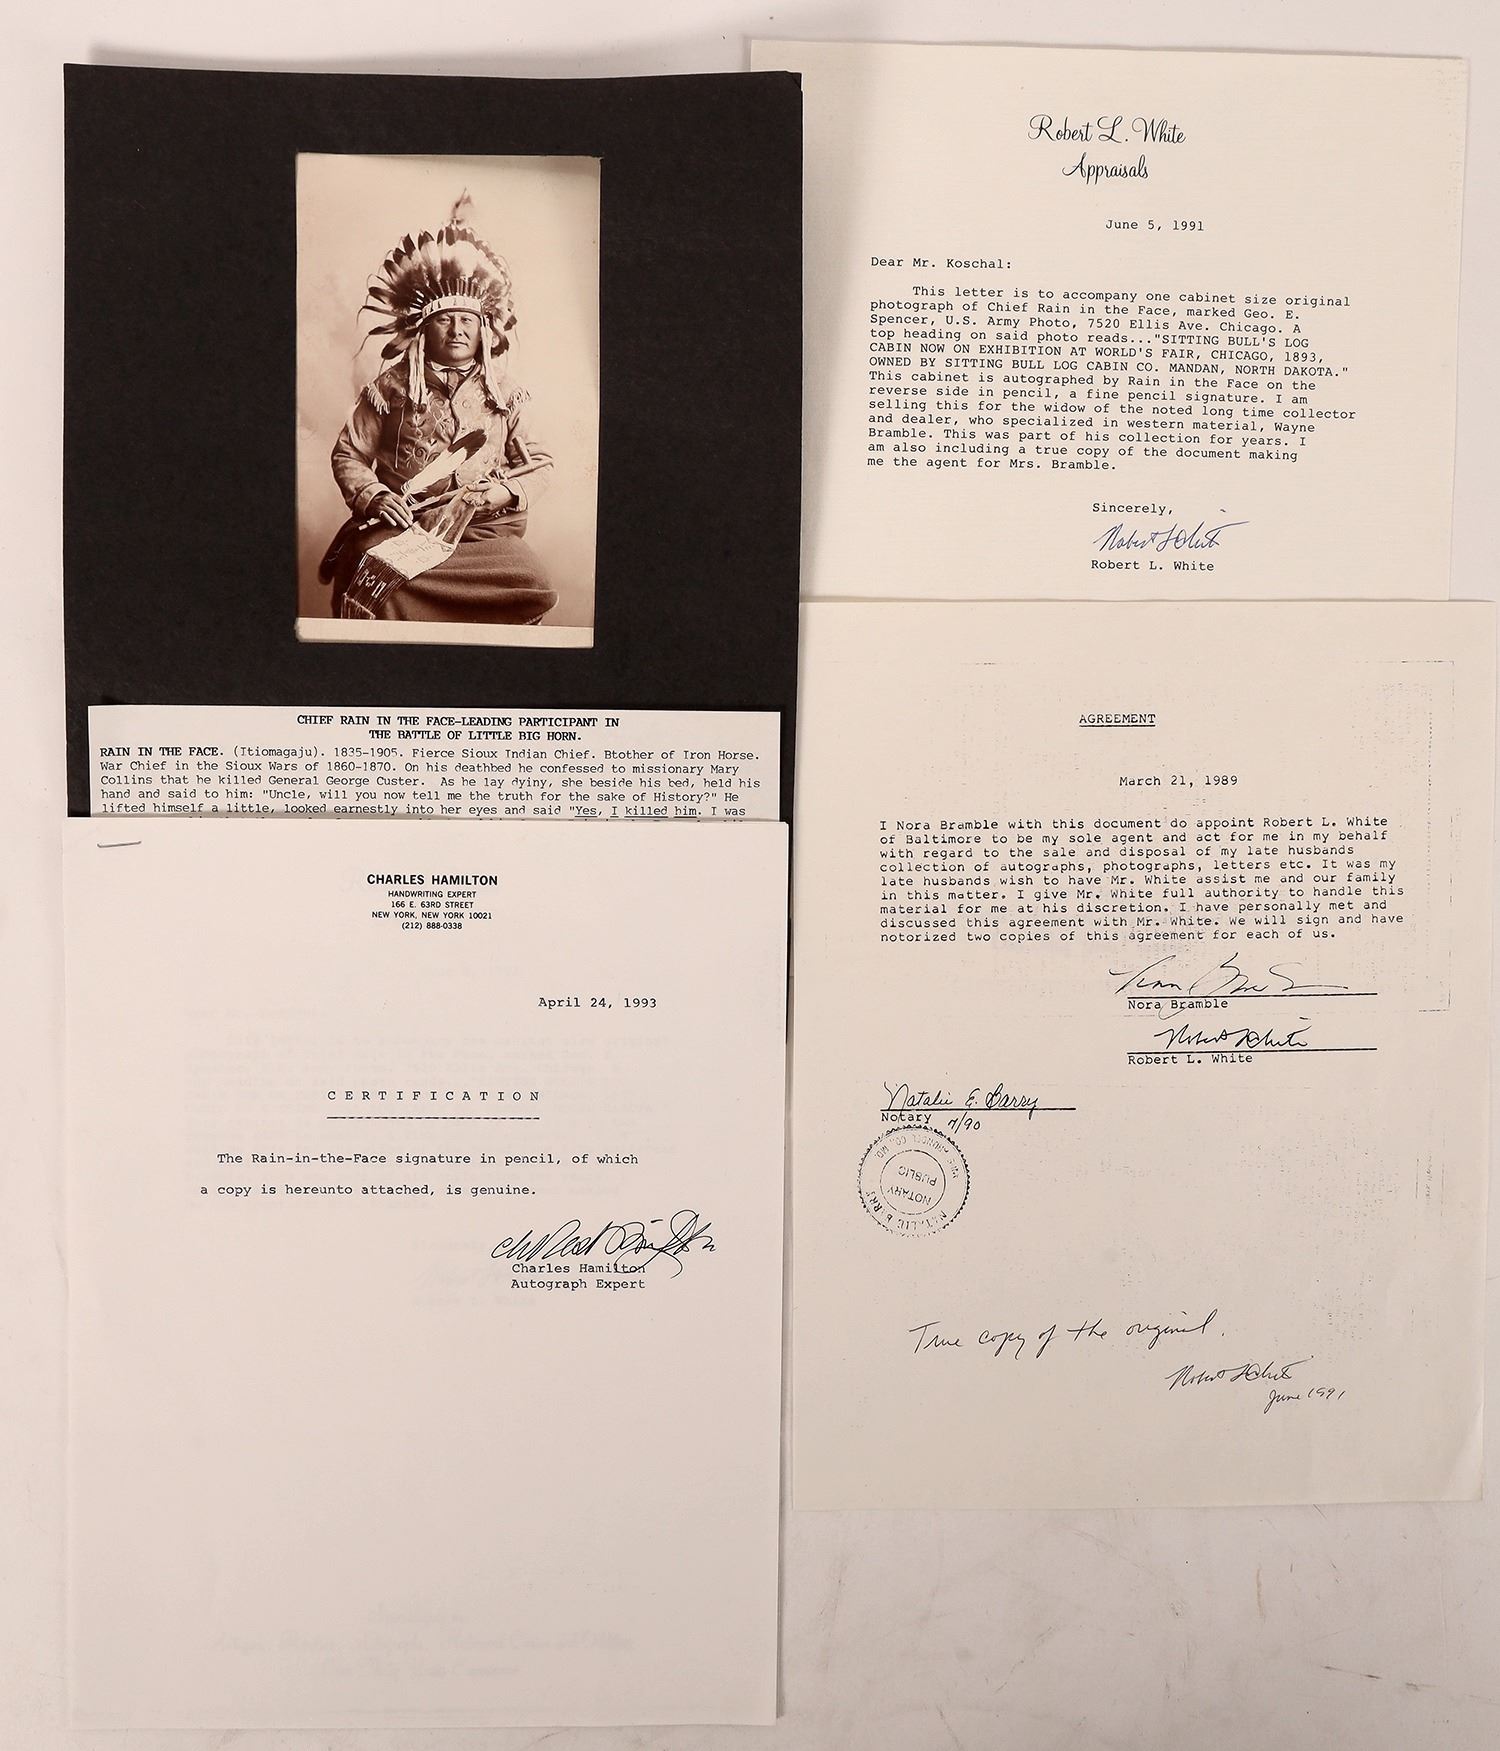 Robert L. White
Appraisals
June 5, 1991
Dear Mr. Koschal:
This letter is to accompany one cabinet size original
photograph of Chief Rain in the Face, marked Geo. E.
Spencer, U.S. Army Photo, 7520 Ellis Ave. Chicago. A
top heading on said photo reads..."SITTING BULL'S LOG
CABIN NOW ON EXHIBITION AT WORLD'S FAIR, CHICAGO, 1893,
OWNED BY SITTING BULL LOG CABIN CO. MANDAN, NORTH DAKOTA."
This cabinet is autographed by Rain in the Face on the
reverse side in pencil, a fine pencil signature. I am
selling this for the widow of the noted long time collector
and dealer, who specialized in western material, Wayne
Bramble. This was part of his collection for years. I
am also including a true copy of the document making
me the agent for Mrs. Bramble.
Sincerely,
Robert L White
Robert L. White
CHIEF RAIN IN THE FACE-LEADING PARTICIPANT IN
THE BATTLE OF LITTLE BIG HORN.
RAIN IN THE FACE. (Itiomagaju). 1835-1905. Fierce Sioux Indian Chief. Btother of Iron Horse.
War Chief in the Sioux Wars of 1860-1870. On his deathbed he confessed to missionary Mary
Collins that he killed General George Custer. As he lay dyiny, she beside his bed, held his
hand and said to him: "Uncle, will you now tell me the truth for the sake of History?" He
lifted himself a little, looked earnestly into her eyes and said "Yes, I killed him. I was
CHARLES HAMILTON
HANDWRITING EXPERT
166 E. 63RD STREET
NEW YORK, NEW YORK 10021
(212) 888-0338
April 24, 1993
CERTIFICATION
The Rain-in-the-Face signature in pencil, of which
a copy is hereunto attached, is genuine.
Charles Hamilton
Charles Hamilton
Autograph Expert
AGREEMENT
March 21, 1989
I Nora Bramble with this document do appoint Robert L. White
of Baltimore to be my sole agent and act for me in my behalf
with regard to the sale and disposal of my late husbands
collection of autographs, photographs, letters etc. It was my
late husbands wish to have Mr. White assist me and our family
in this matter. I give Mr. White full authority to handle this
material for me at his discretion. I have personally met and
discussed this agreement with Mr. White. We will sign and have
notorized two copies of this agreement for each of us.
Nora Bramble
Robert L White
Robert L. White
Natalie E. Barry
Notary 7/90
NOTARY
PUBLIC
True copy of the original.
Robert L White
June 1991